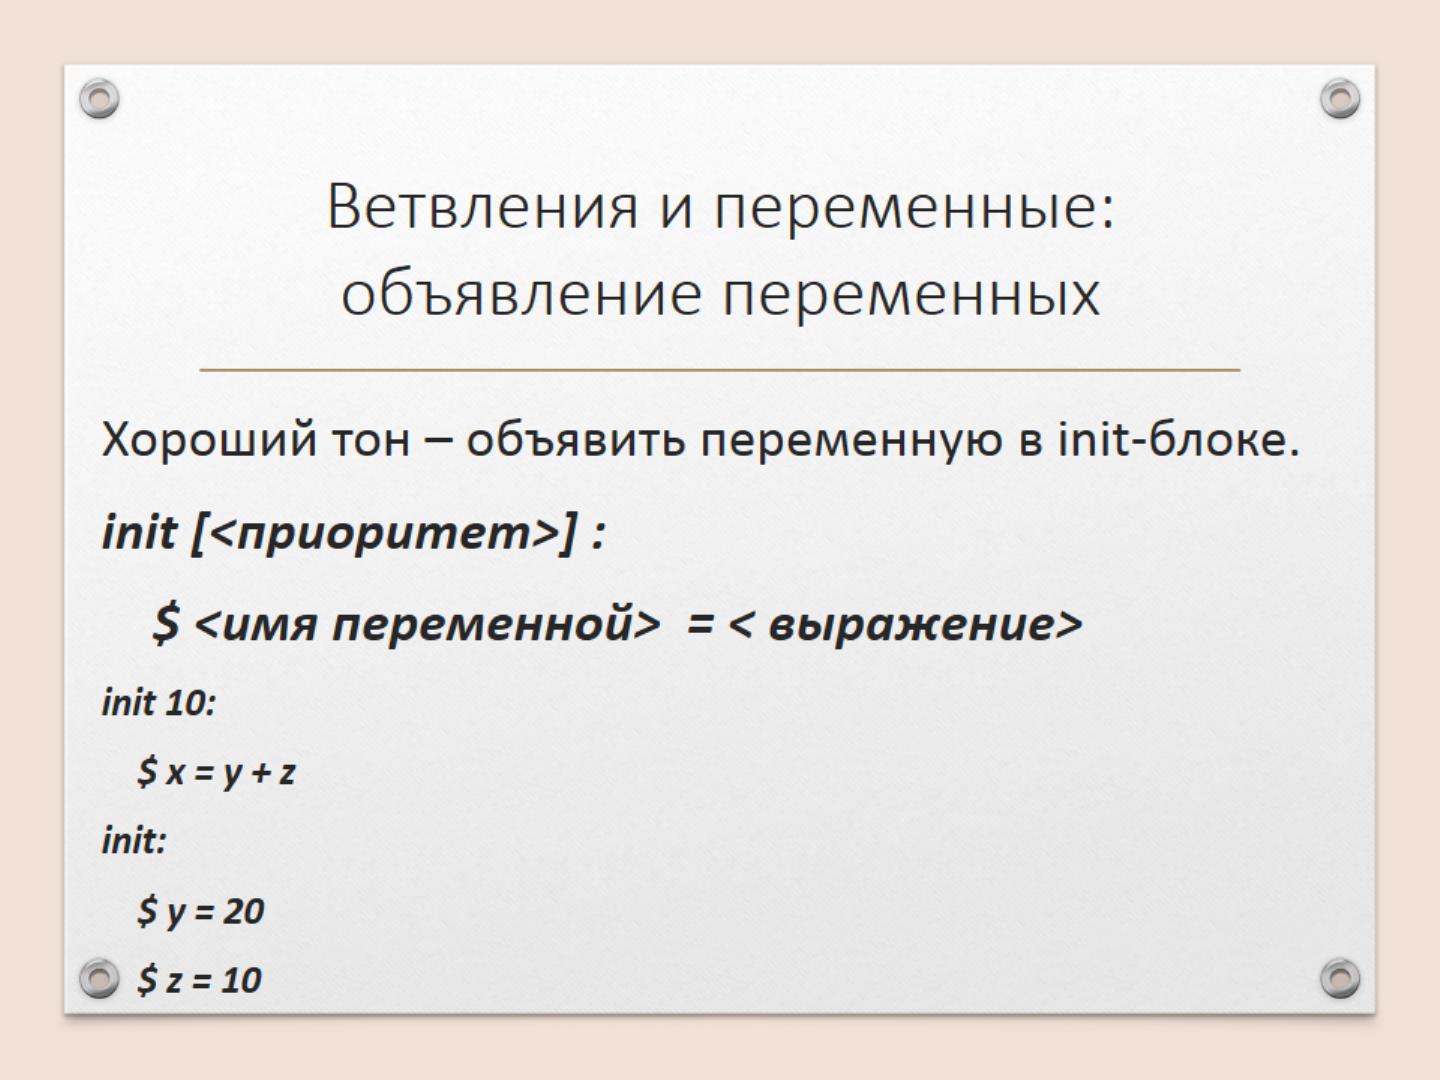 Ветвления и переменные:
объявление переменных
Хороший тон – объявить переменную в init-блоке.
init [<приоритет>] :
$ <имя переменной>  = < выражение>
init 10:
$ x = y + z
init:
$ y = 20
$ z = 10